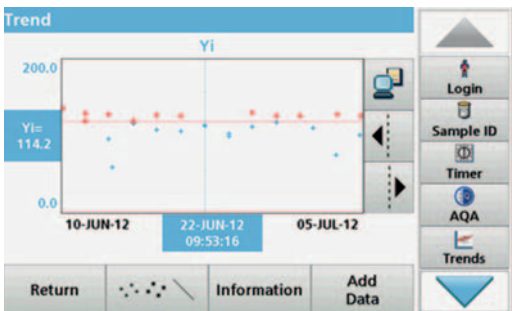 Trend
Yi
200.0
Yi=
114.2
0.0
10-JUN-12
22-JUN-12
09:53:16
05-JUL-12
Return
Information
Add
Data
Login
Sample ID
Timer
AQA
Trends